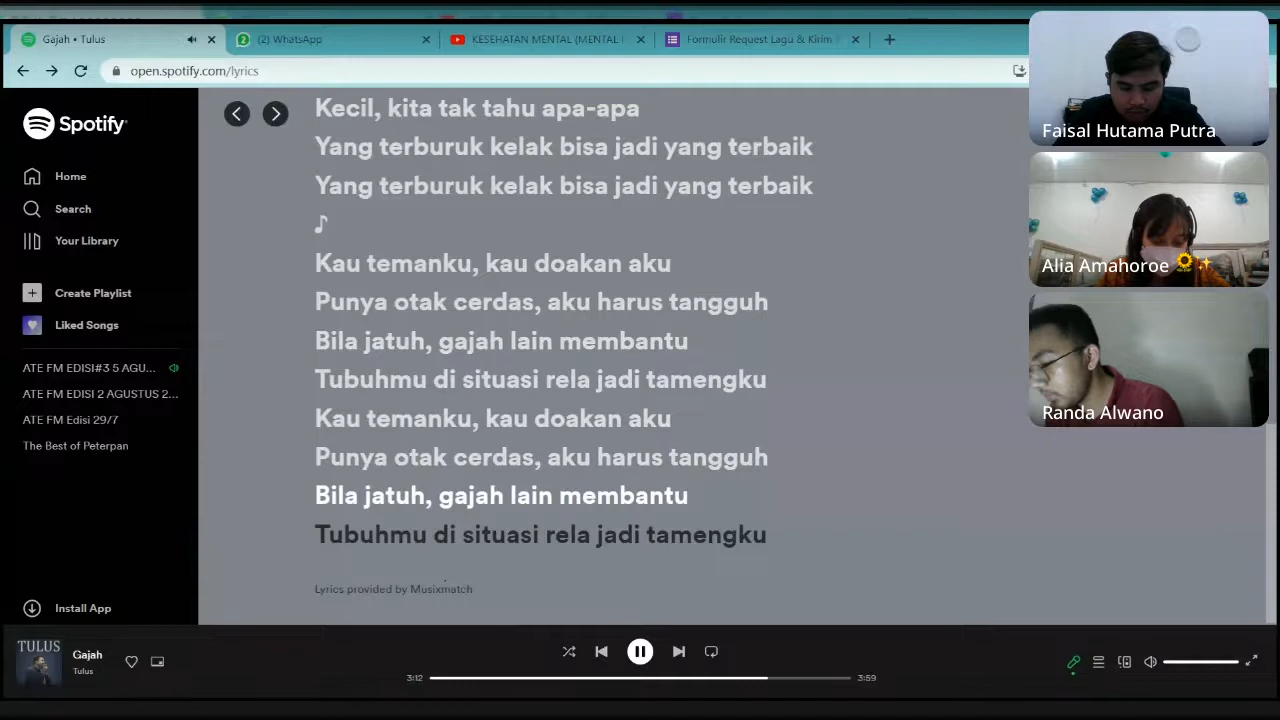 Gajah • Tulus
(2) WhatsApp
KESEHATAN MENTAL (MENTAL
Formulir Request Lagu & Kirim
open.spotify.com/lyrics
Spotify
Home
Search
Your Library
Create Playlist
Liked Songs
ATE FM EDISI#3 5 AGU...
ATE FM EDISI 2 AGUSTUS 2...
ATE FM Edisi 29/7
The Best of Peterpan
Install App
Kecil, kita tak tahu apa-apa
Yang terburuk kelak bisa jadi yang terbaik
Yang terburuk kelak bisa jadi yang terbaik
♪
Kau temanku, kau doakan aku
Punya otak cerdas, aku harus tangguh
Bila jatuh, gajah lain membantu
Tubuhmu di situasi rela jadi tamengku
Kau temanku, kau doakan aku
Punya otak cerdas, aku harus tangguh
Bila jatuh, gajah lain membantu
Tubuhmu di situasi rela jadi tamengku
Lyrics provided by Musixmatch
Faisal Hutama Putra
Alia Amahoroe 🌻✨
Randa Alwano
TULUS
Gajah
Tulus
3:12
3:59